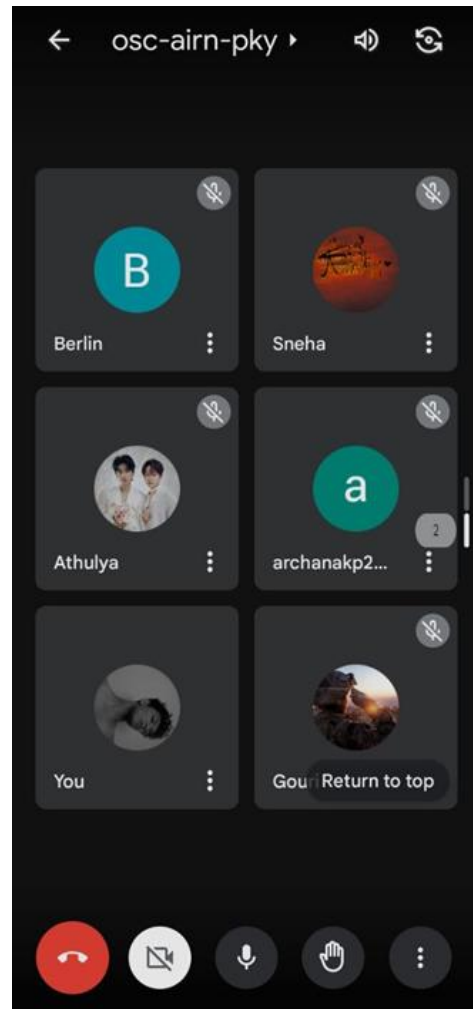 osc-airn-pky
B
Berlin
Sneha
Athulya
a
archanakp2...
2
You
Gouri
Return to top